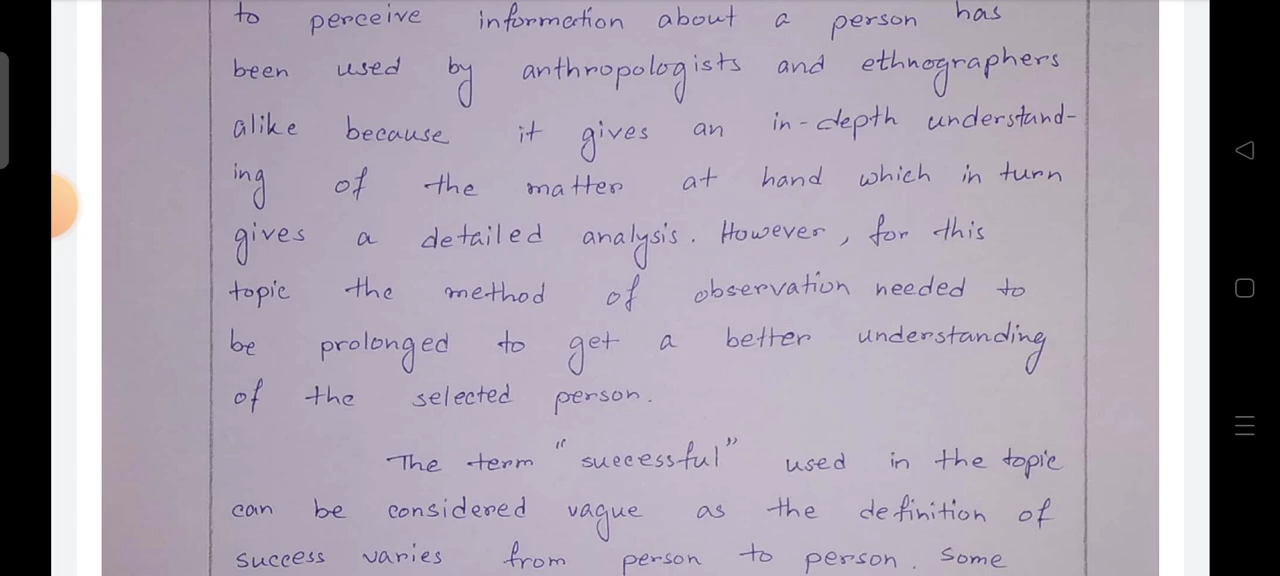 to perceive information about a person has
been used by anthropologists and ethnographers
alike because it gives an in-depth understand-
ing of the matter at hand which in turn
gives a detailed analysis. However, for this
topic the method of observation needed to
be prolonged to get a better understanding
of the selected person.
The term "successful" used in the topic
can be considered vague as the definition of
success varies from person to person. Some